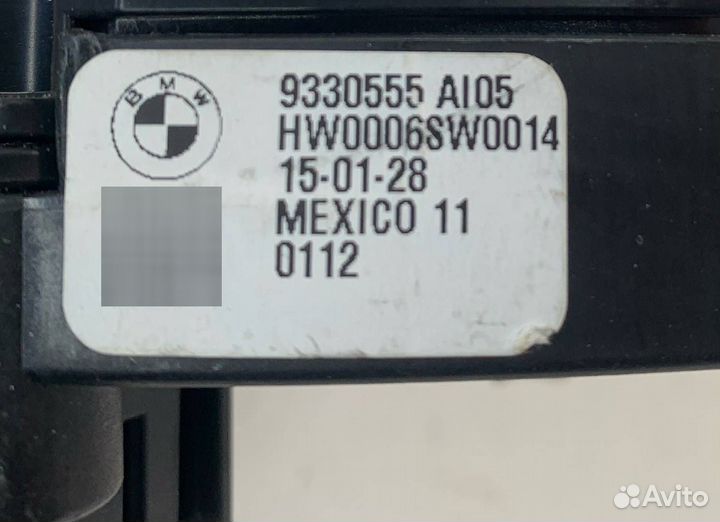 BMW
9330555 AI05
HW0006SW0014
15-01-28
MEXICO 11
0112
Avito